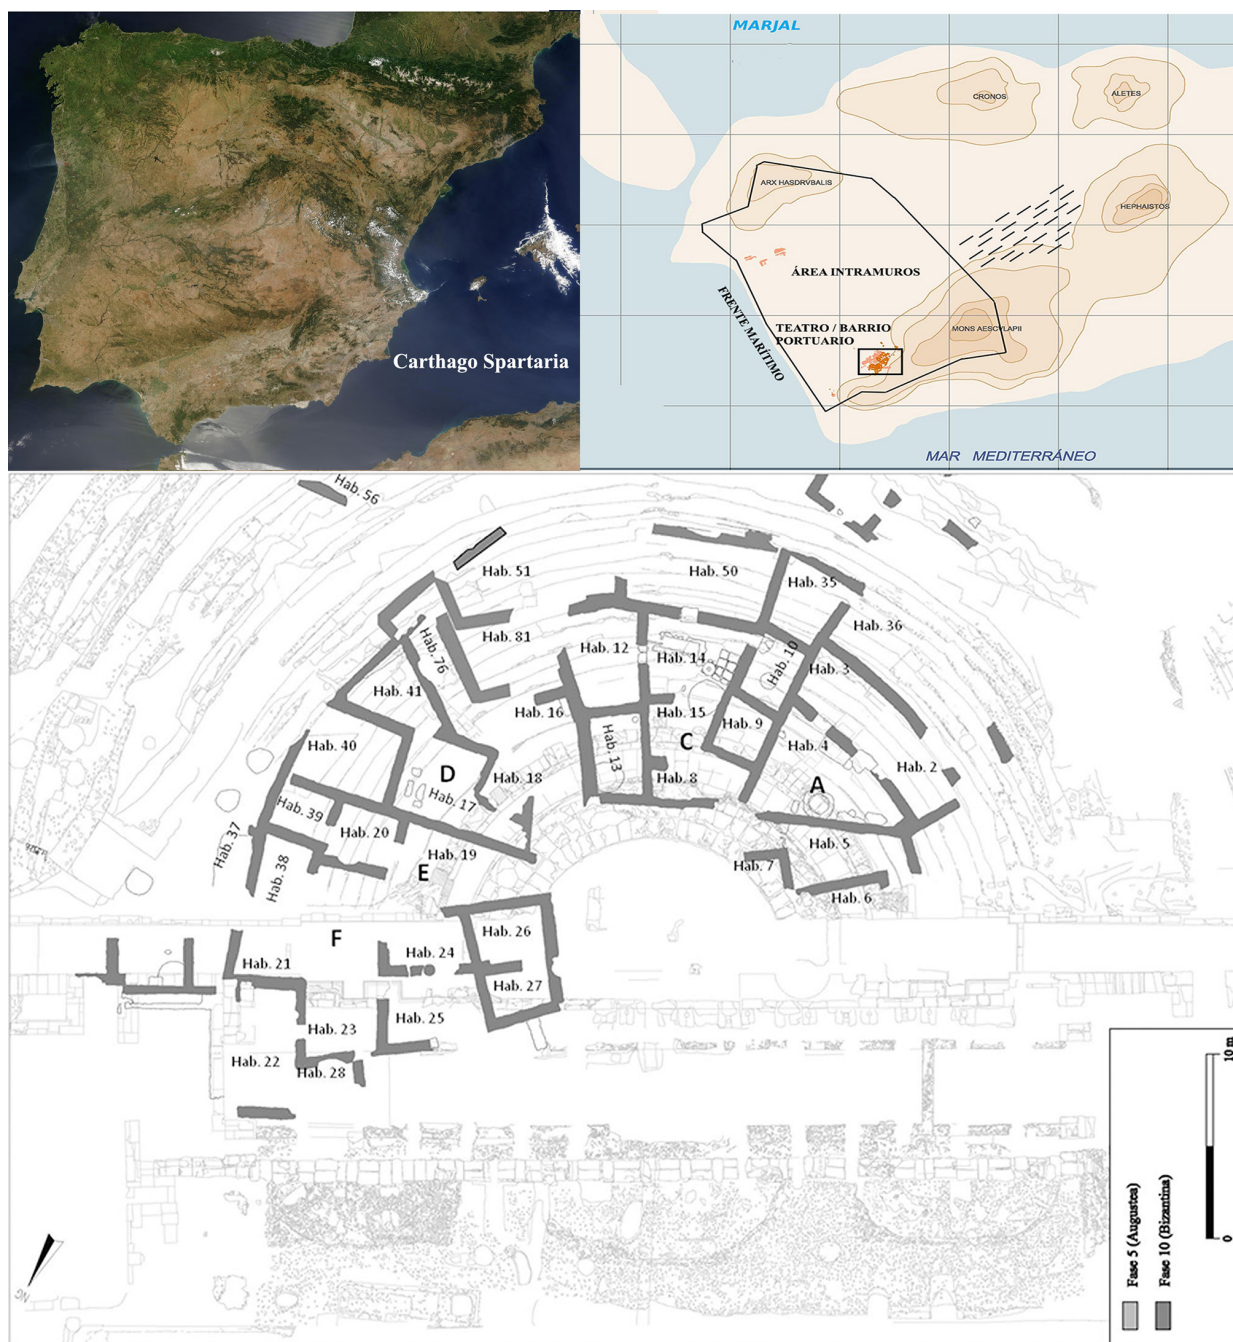 Carthago Spartaria
MARJAL
CRONOS
ALETES
ARX HASDRVBALIS
HEPHAISTOS
ÁREA INTRAMUROS
FRENTE MARÍTIMO
TEATRO / BARRIO
PORTUARIO
MONS AESCVLAPII
MAR MEDITERRÁNEO
Hab. 56
Hab. 51
Hab. 50
Hab. 35
Hab. 36
Hab. 81
Hab. 12
Hab. 14
Hab. 10
Hab. 3
Hab. 76
Hab. 41
Hab. 16
Hab. 15
Hab. 9
Hab. 4
Hab. 40
Hab. 13
C
Hab. 2
D
Hab. 18
Hab. 8
A
Hab. 17
Hab. 39
Hab. 20
Hab. 37
Hab. 38
Hab. 19
E
Hab. 5
Hab. 7
Hab. 6
F
Hab. 26
Hab. 21
Hab. 24
Hab. 27
Hab. 23
Hab. 25
Hab. 22
Hab. 28
NG
Fase 5 (Augustea)
Fase 10 (Bizantina)
0
10 m